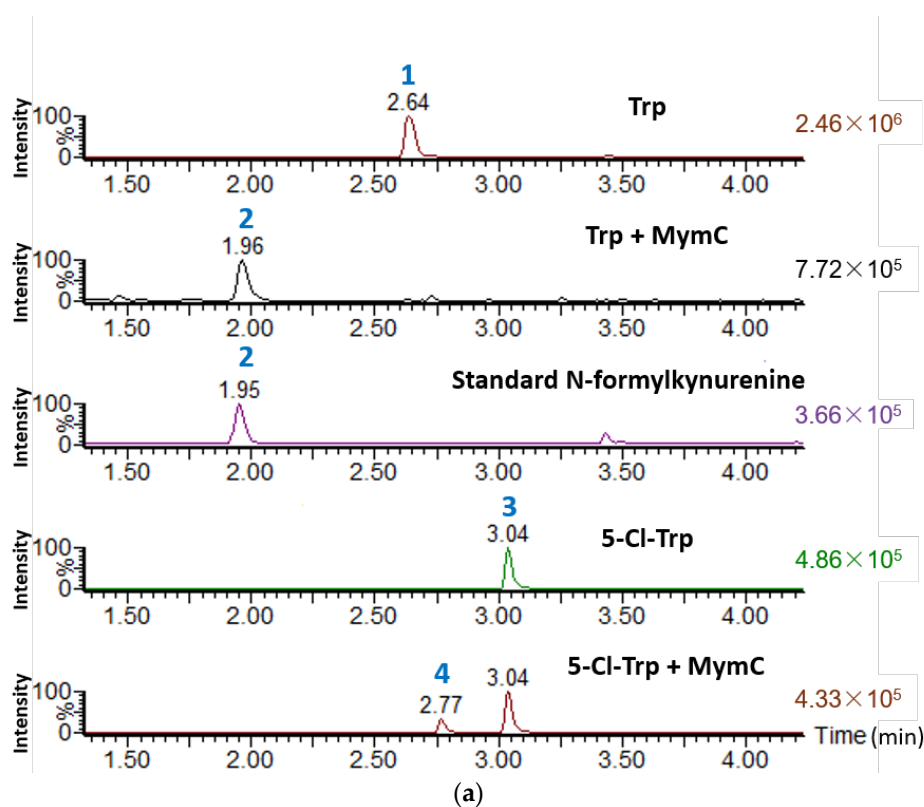 1
2.64
Trp
2.46×10⁶
Intensity
%
100
0
1.50 2.00 2.50 3.00 3.50 4.00
2
1.96
Trp + MymC
7.72×10⁵
Intensity
%
100
0
1.50 2.00 2.50 3.00 3.50 4.00
2
1.95
Standard N-formylkynurenine
3.66×10⁵
Intensity
%
100
0
1.50 2.00 2.50 3.00 3.50 4.00
3
3.04
5-Cl-Trp
4.86×10⁵
Intensity
%
100
0
1.50 2.00 2.50 3.00 3.50 4.00
4
2.77
3.04
5-Cl-Trp + MymC
4.33×10⁵
Intensity
%
100
0
Time (min)
1.50 2.00 2.50 3.00 3.50 4.00
(a)